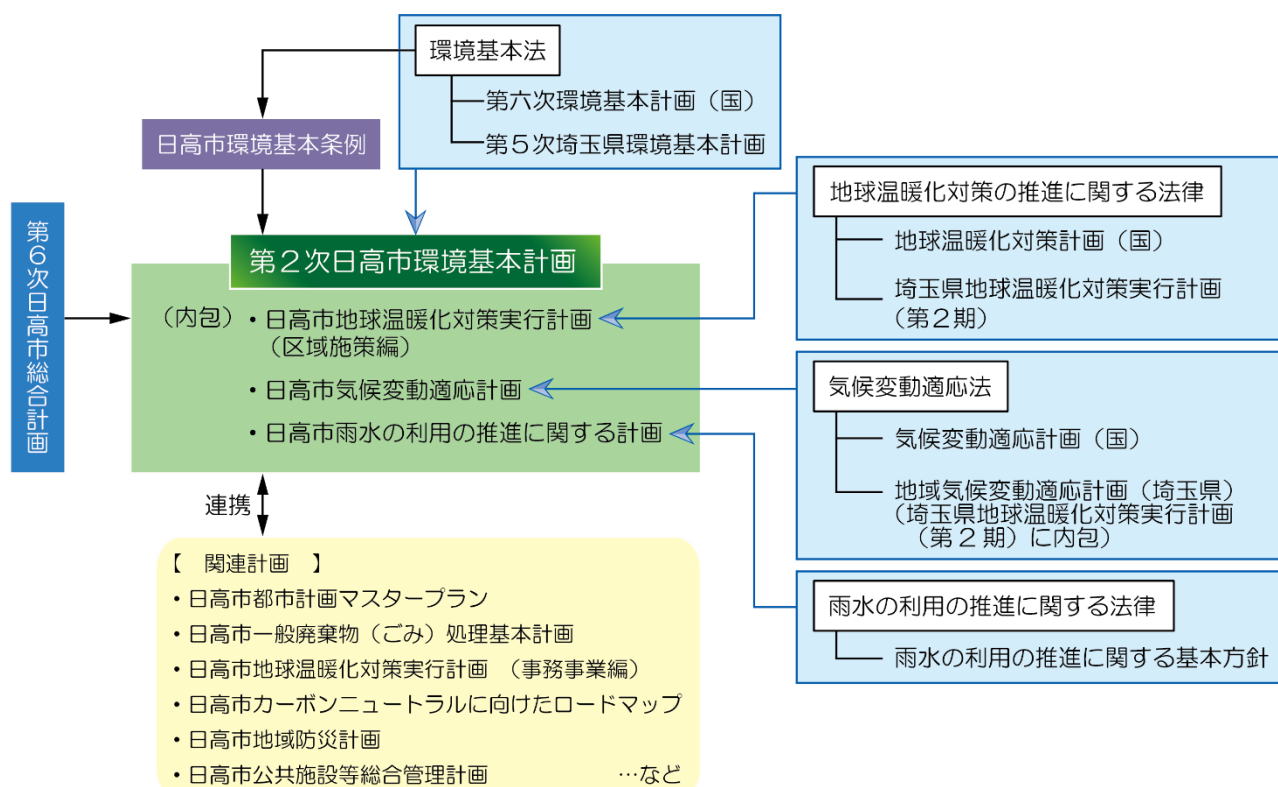 環境基本法
第六次環境基本計画（国）
第５次埼玉県環境基本計画
日高市環境基本条例
第６次日高市総合計画
第２次日高市環境基本計画
（内包）・日高市地球温暖化対策実行計画
（区域施策編）
・日高市気候変動適応計画
・日高市雨水の利用の推進に関する計画
連携
【　関連計画　】
・日高市都市計画マスタープラン
・日高市一般廃棄物（ごみ）処理基本計画
・日高市地球温暖化対策実行計画　（事務事業編）
・日高市カーボンニュートラルに向けたロードマップ
・日高市地域防災計画
・日高市公共施設等総合管理計画　…など
地球温暖化対策の推進に関する法律
地球温暖化対策計画（国）
埼玉県地球温暖化対策実行計画
（第２期）
気候変動適応法
気候変動適応計画（国）
地域気候変動適応計画（埼玉県）
（埼玉県地球温暖化対策実行計画
（第２期）に内包）
雨水の利用の推進に関する法律
雨水の利用の推進に関する基本方針